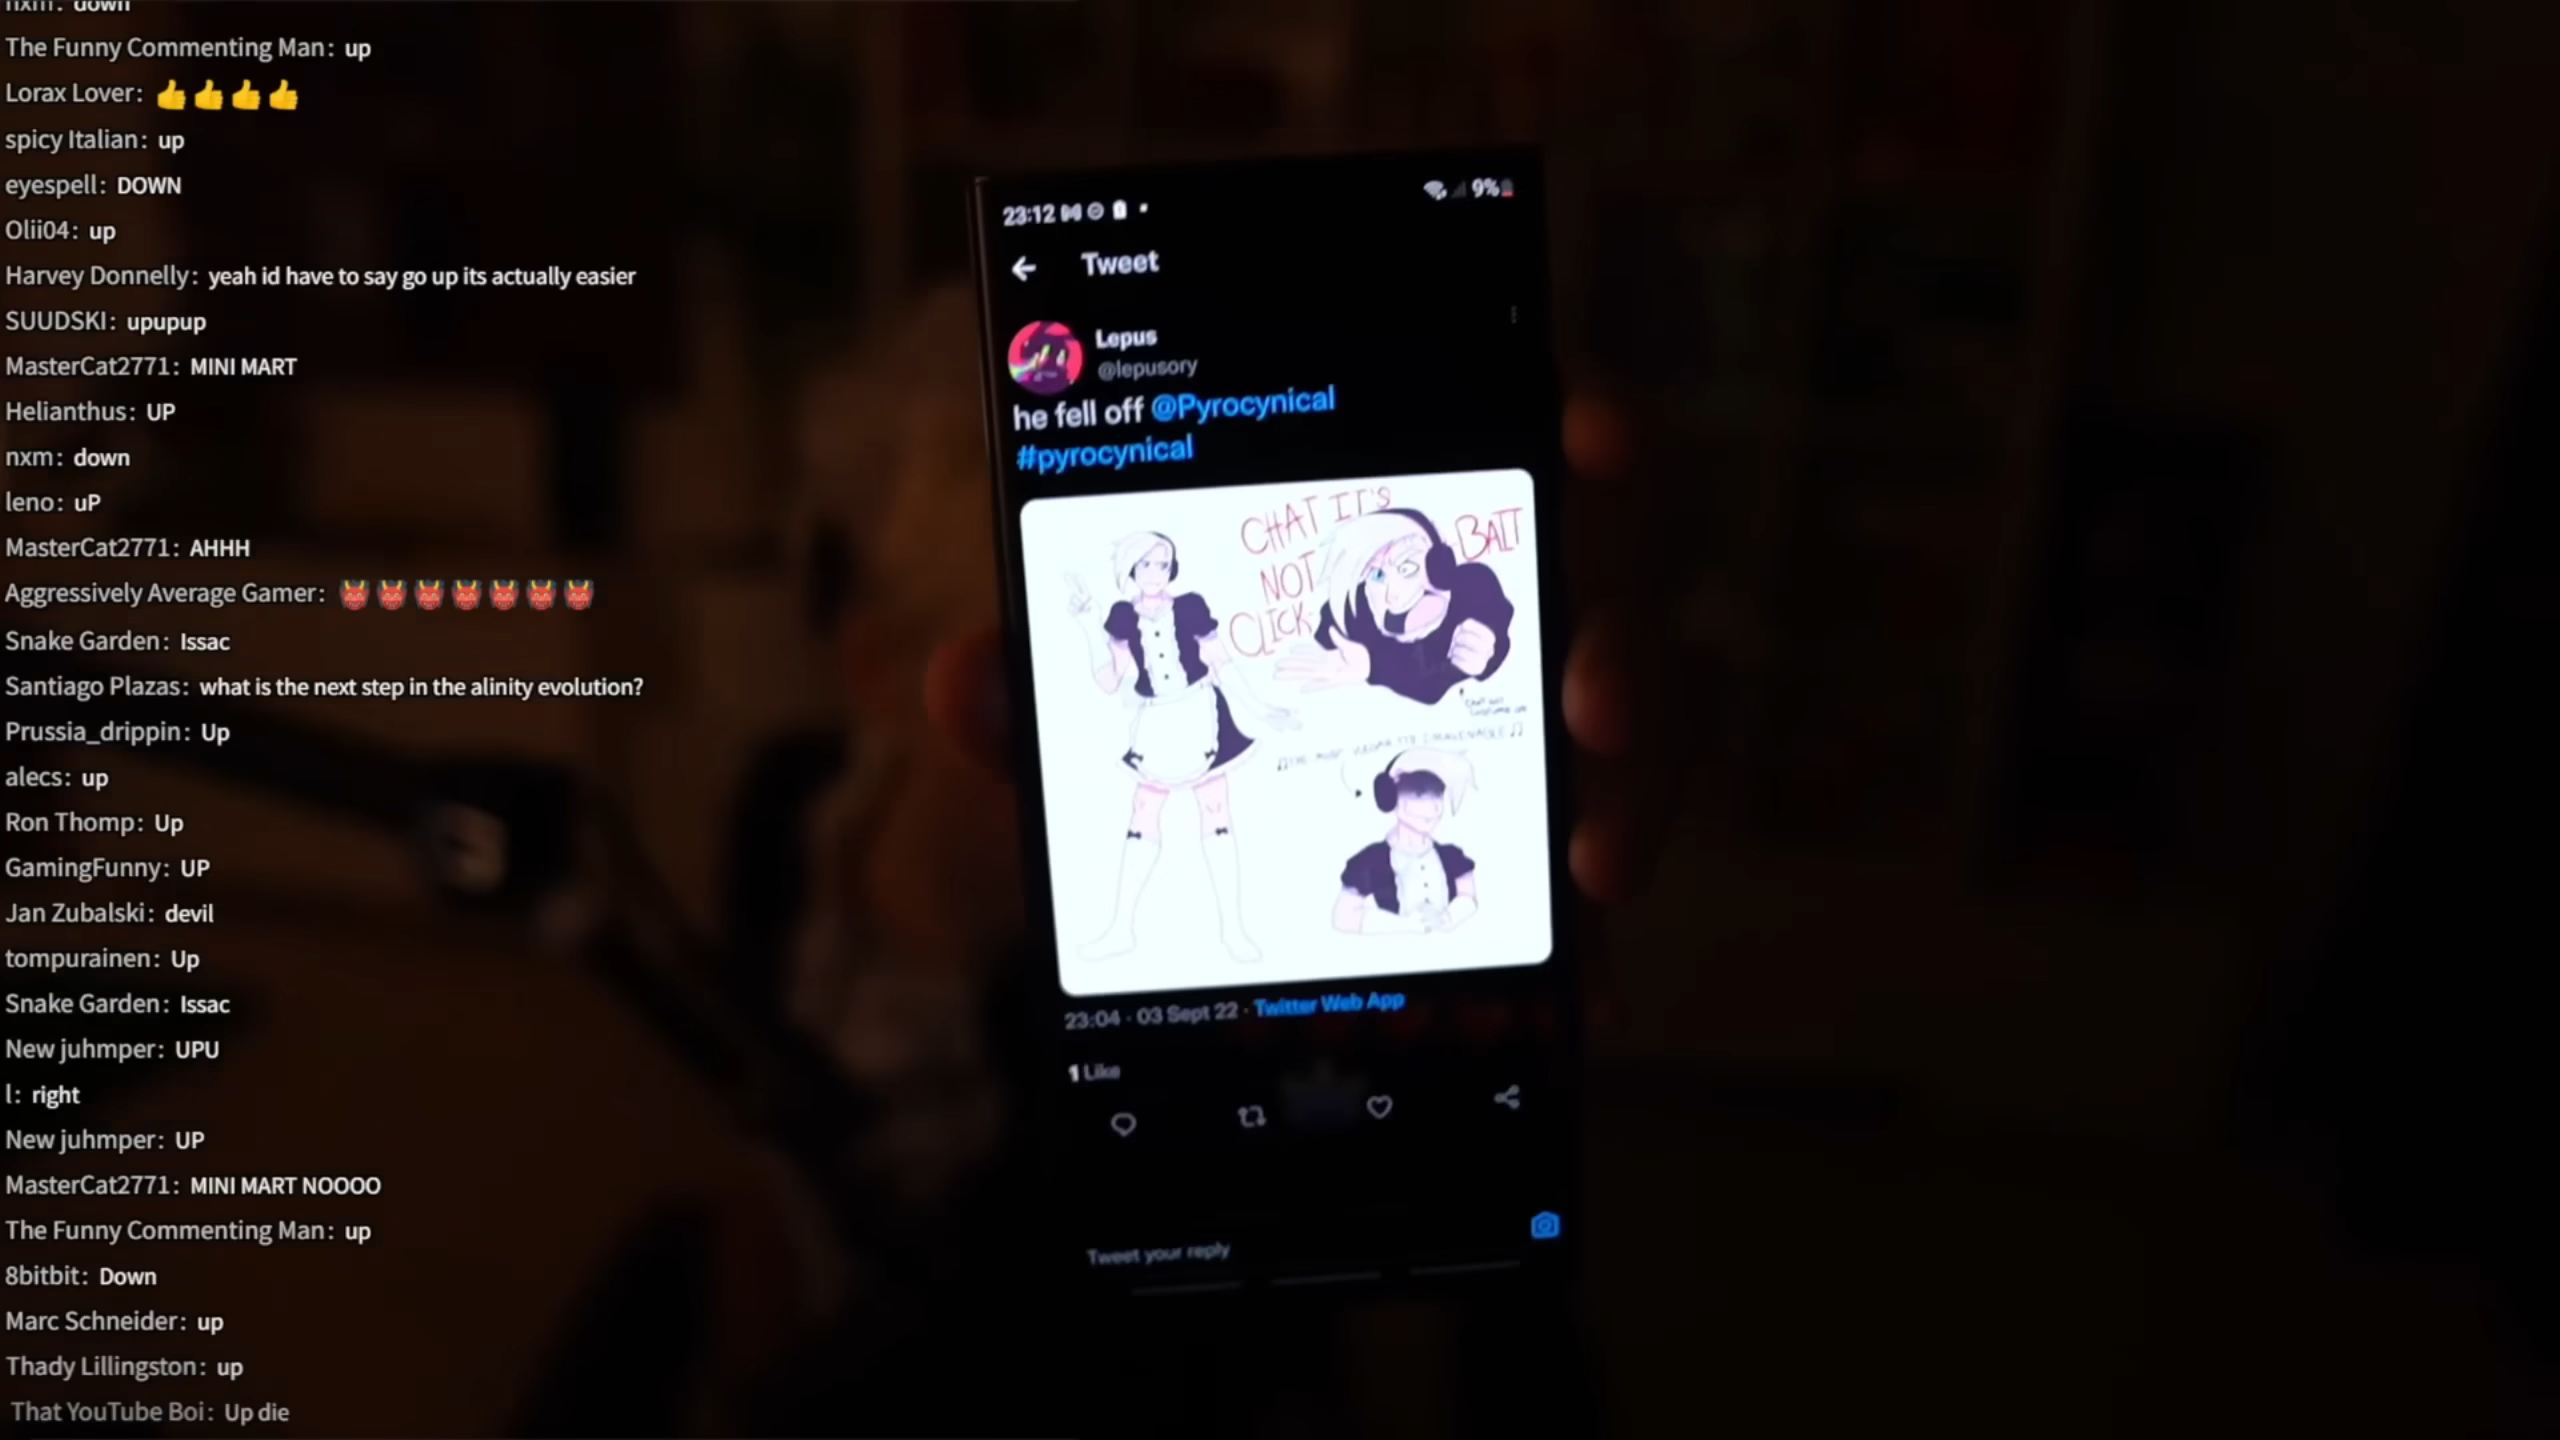 nxm: down
The Funny Commenting Man: up
Lorax Lover: 👍👍👍👍
spicy Italian: up
eyespell: DOWN
Olii04: up
Harvey Donnelly: yeah id have to say go up its actually easier
SUUDSKI: upupup
MasterCat2771: MINI MART
Helianthus: UP
nxm: down
leno: uP
MasterCat2771: AHHH
Aggressively Average Gamer: 👹👹👹👹👹👹👹
Snake Garden: Issac
Santiago Plazas: what is the next step in the alinity evolution?
Prussia_drippin: Up
alecs: up
Ron Thomp: Up
GamingFunny: UP
Jan Zubalski: devil
tompurainen: Up
Snake Garden: Issac
New juhmper: UPU
l: right
New juhmper: UP
MasterCat2771: MINI MART NOOOO
The Funny Commenting Man: up
8bitbit: Down
Marc Schneider: up
Thady Lillingston: up
That YouTube Boi: Up die
23:12
9%
Tweet
Lepus
@lepusory
he fell off @Pyrocynical
#pyrocynical
CHAT IT'S
NOT
CLICK-
BAIT
23:04 · 03 Sept 22 · Twitter Web App
1 Like
Tweet your reply